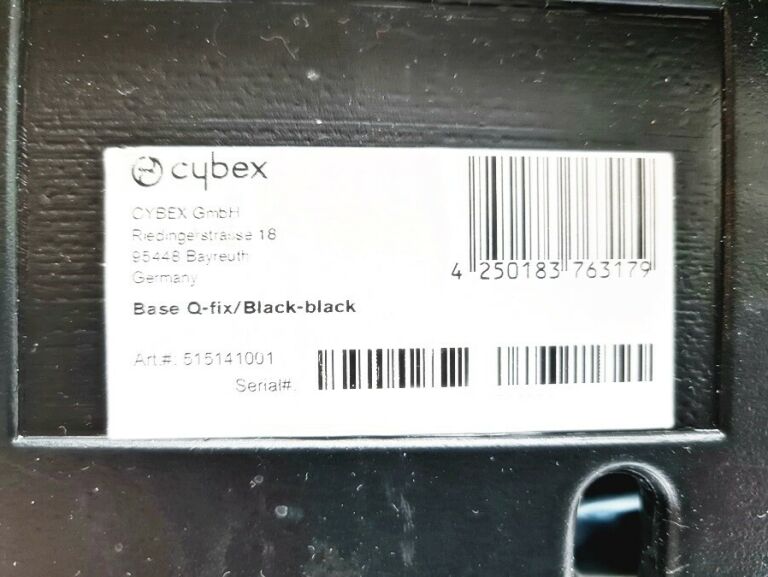 cybex
CYBEX GmbH
Riedingerstrasse 18
95448 Bayreuth
Germany
Base Q-fix/Black-black
Art.#: 515141001
Serial#:
4 250183 763179